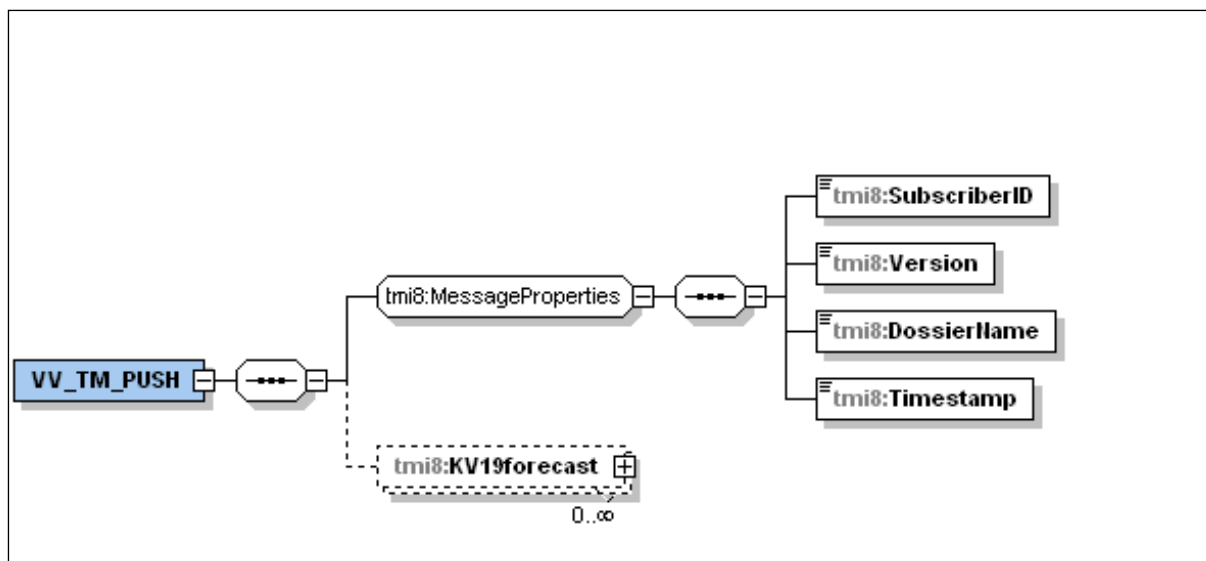 tmi8:SubscriberID
tmi8:Version
tmi8:MessageProperties
tmi8:DossierName
VV_TM_PUSH
tmi8:Timestamp
tmi8:KV19forecast
0..∞